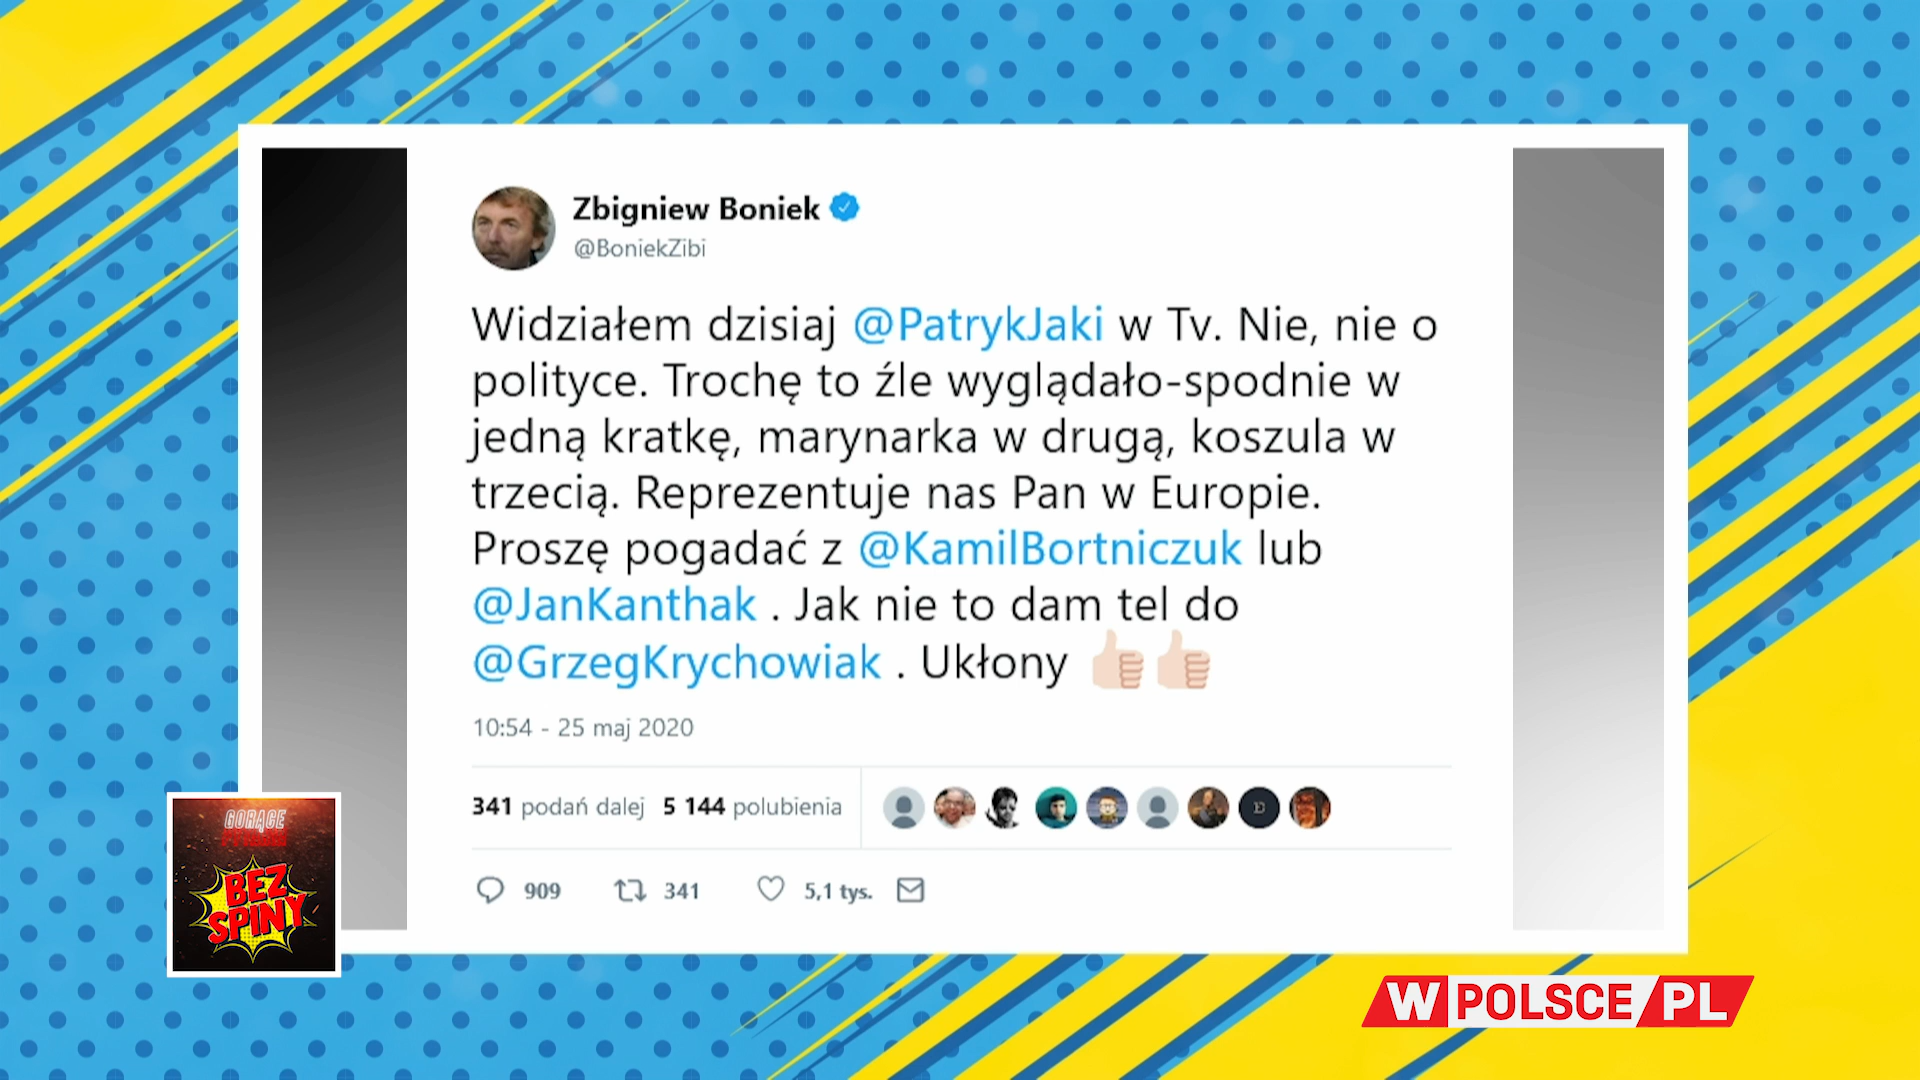 Zbigniew Boniek
@BoniekZibi
Widziałem dzisiaj @PatrykJaki w Tv. Nie, nie o
polityce. Trochę to źle wyglądało-spodnie w
jedną kratkę, marynarka w drugą, koszula w
trzecią. Reprezentuje nas Pan w Europie.
Proszę pogadać z @KamilBortniczuk lub
@JanKanthak . Jak nie to dam tel do
@GrzegKrychowiak . Ukłony
10:54 - 25 maj 2020
341 podań dalej 5 144 polubienia
909 341 5,1 tys.
GORĄCE
BEZ
SPINY
WPOLSCE/PL